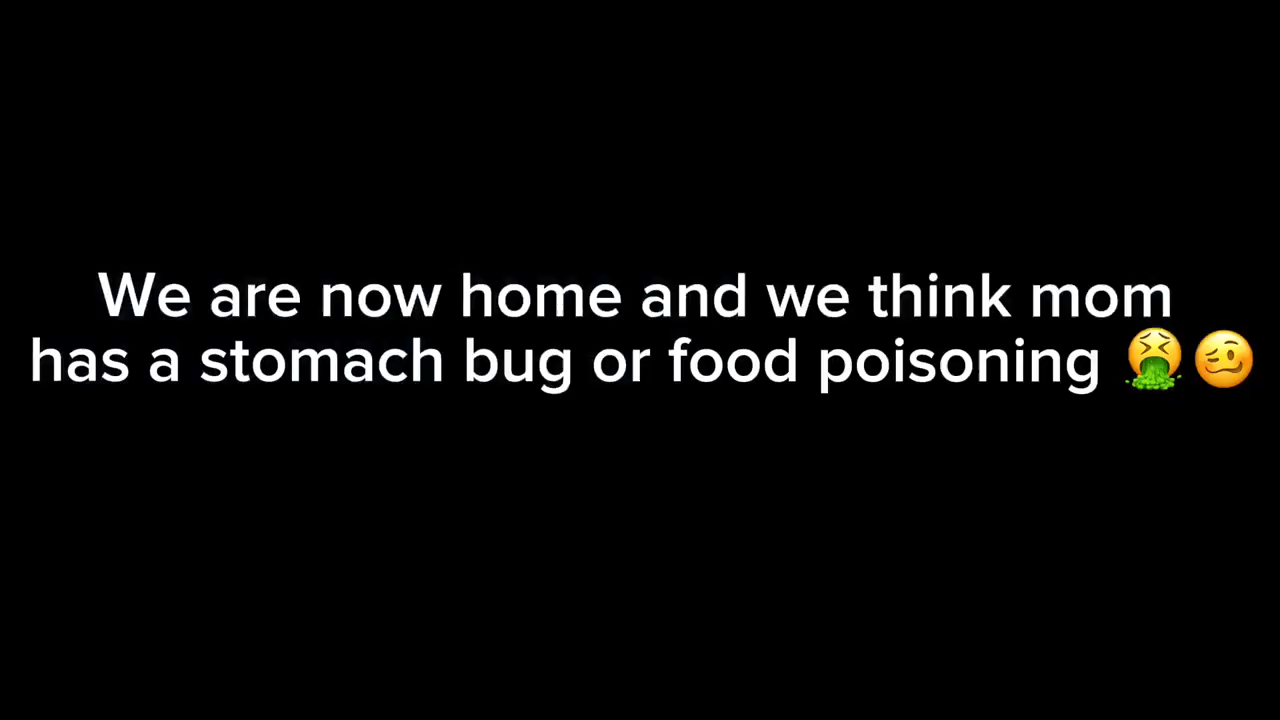 We are now home and we think mom
has a stomach bug or food poisoning 🤮🥴